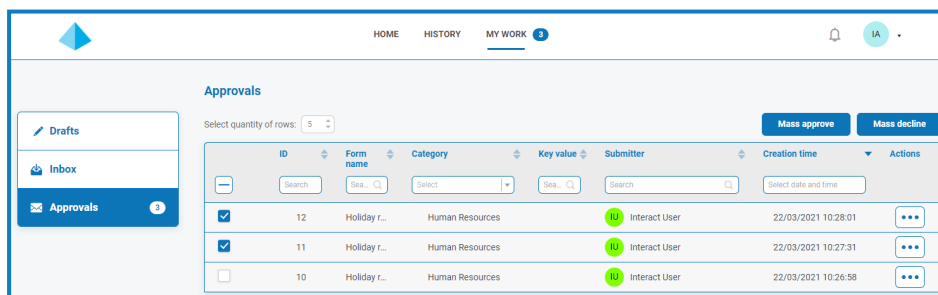 HOME HISTORY MY WORK 3 IA
Approvals
Select quantity of rows: 5 Mass approve Mass decline
Drafts
Inbox
Approvals 3
ID Form name Category Key value Submitter Creation time Actions
Search Sea... Select Sea... Search Select date and time
12 Holiday r... Human Resources IU Interact User 22/03/2021 10:28:01
11 Holiday r... Human Resources IU Interact User 22/03/2021 10:27:31
10 Holiday r... Human Resources IU Interact User 22/03/2021 10:26:58